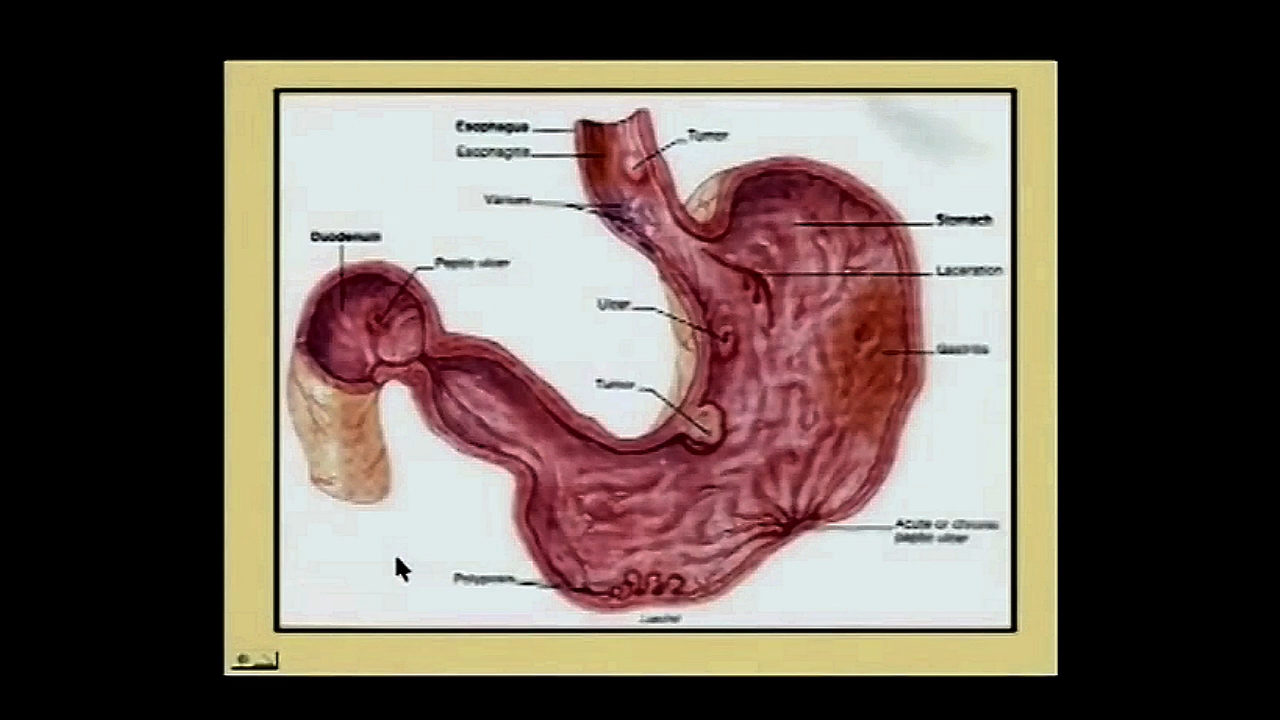 Esophagus
Tumor
Esophagitis
Varices
Stomach
Duodenum
Peptic ulcer
Laceration
Ulcer
Gastritis
Tumor
Acute or chronic
peptic ulcer
Polyposis